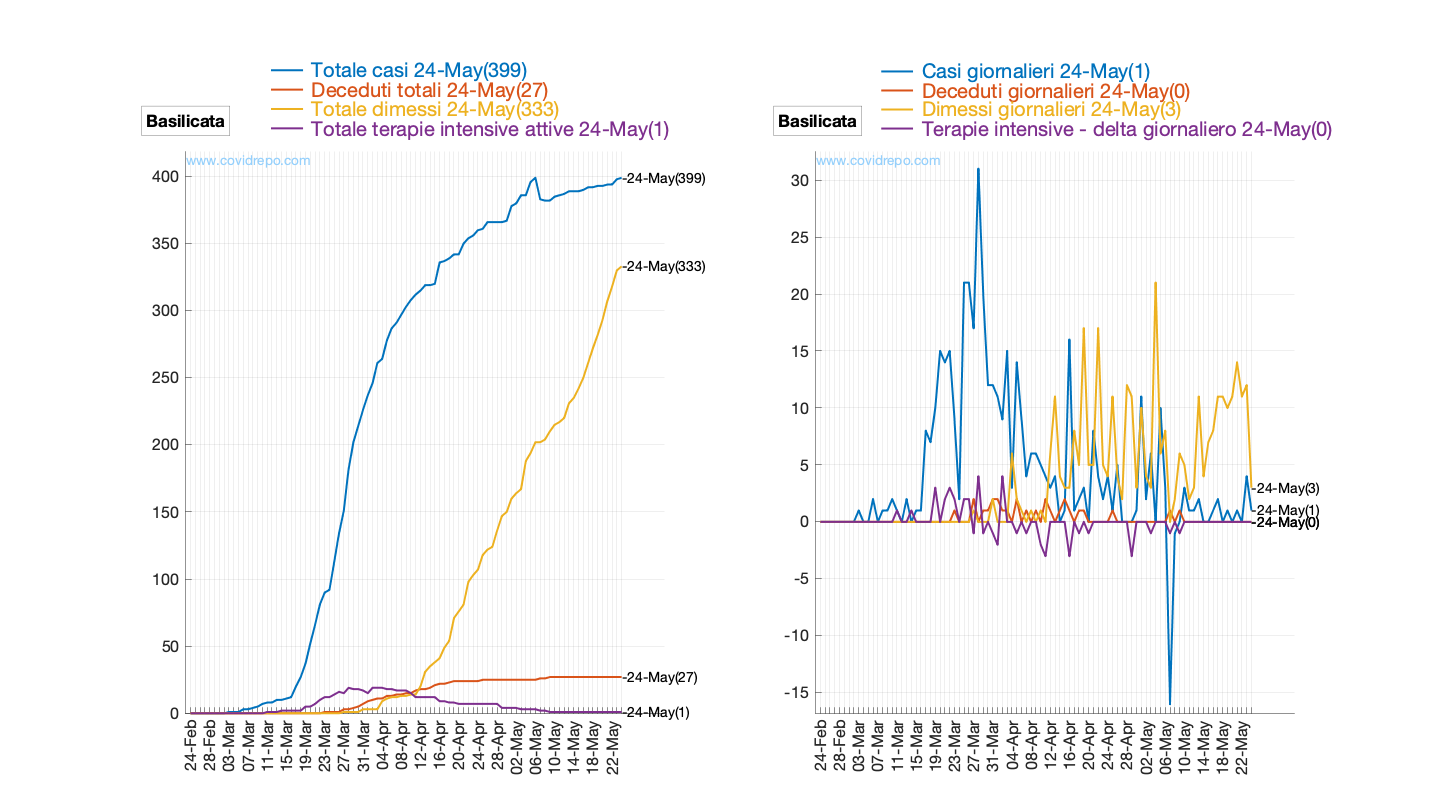 Totale casi 24-May(399)
Deceduti totali 24-May(27)
Totale dimessi 24-May(333)
Totale terapie intensive attive 24-May(1)
Basilicata
www.covidrepo.com
400
350
300
250
200
150
100
50
0
24-May(399)
24-May(333)
24-May(27)
24-May(1)
24-Feb
28-Feb
03-Mar
07-Mar
11-Mar
15-Mar
19-Mar
23-Mar
27-Mar
31-Mar
04-Apr
08-Apr
12-Apr
16-Apr
20-Apr
24-Apr
28-Apr
02-May
06-May
10-May
14-May
18-May
22-May
Casi giornalieri 24-May(1)
Deceduti giornalieri 24-May(0)
Dimessi giornalieri 24-May(3)
Terapie intensive - delta giornaliero 24-May(0)
Basilicata
www.covidrepo.com
30
25
20
15
10
5
0
-5
-10
-15
24-May(3)
24-May(1)
24-May(0)
24-Feb
28-Feb
03-Mar
07-Mar
11-Mar
15-Mar
19-Mar
23-Mar
27-Mar
31-Mar
04-Apr
08-Apr
12-Apr
16-Apr
20-Apr
24-Apr
28-Apr
02-May
06-May
10-May
14-May
18-May
22-May